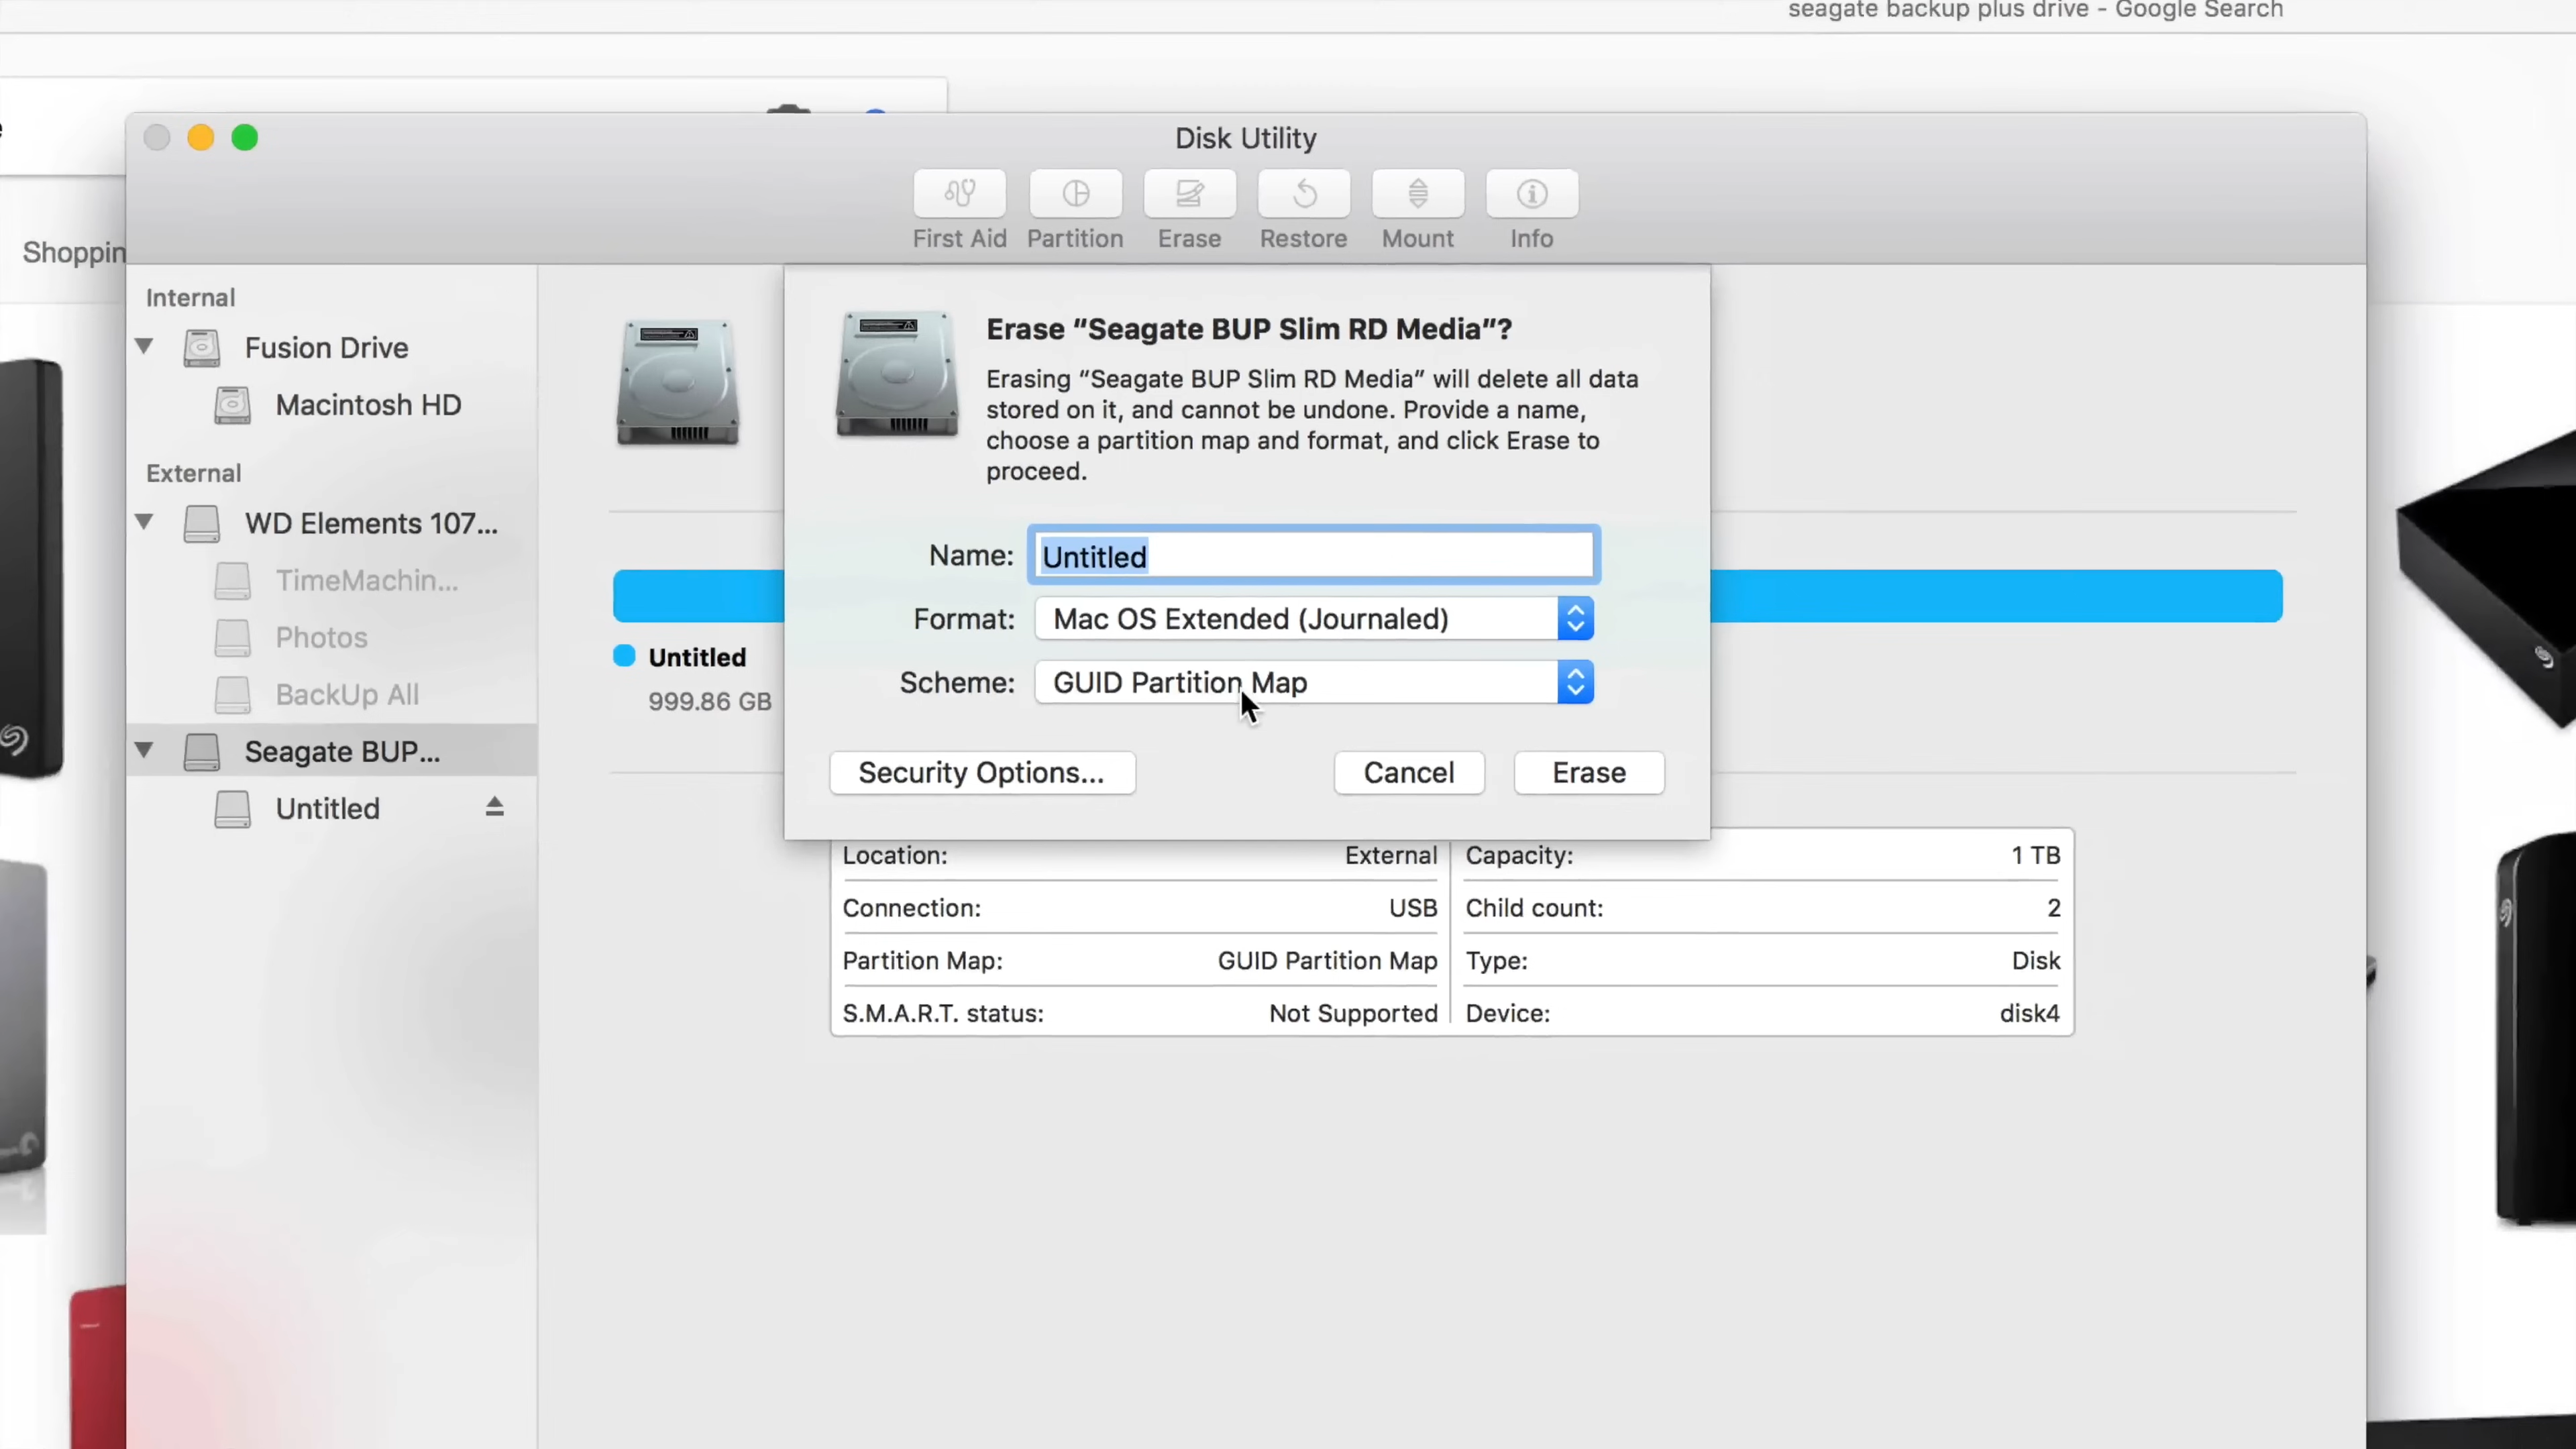 seagate backup plus drive - Google Search
Disk Utility
First Aid
Partition
Erase
Restore
Mount
Info
Shoppin
Internal
Fusion Drive
Macintosh HD
External
WD Elements 107...
TimeMachin...
Photos
BackUp All
Seagate BUP...
Untitled
Erase “Seagate BUP Slim RD Media”?
Erasing “Seagate BUP Slim RD Media” will delete all data
stored on it, and cannot be undone. Provide a name,
choose a partition map and format, and click Erase to
proceed.
Name: Untitled
Format: Mac OS Extended (Journaled)
Scheme: GUID Partition Map
Security Options...
Cancel
Erase
Untitled
999.86 GB
Location: External
Capacity: 1 TB
Connection: USB
Child count: 2
Partition Map: GUID Partition Map
Type: Disk
S.M.A.R.T. status: Not Supported
Device: disk4